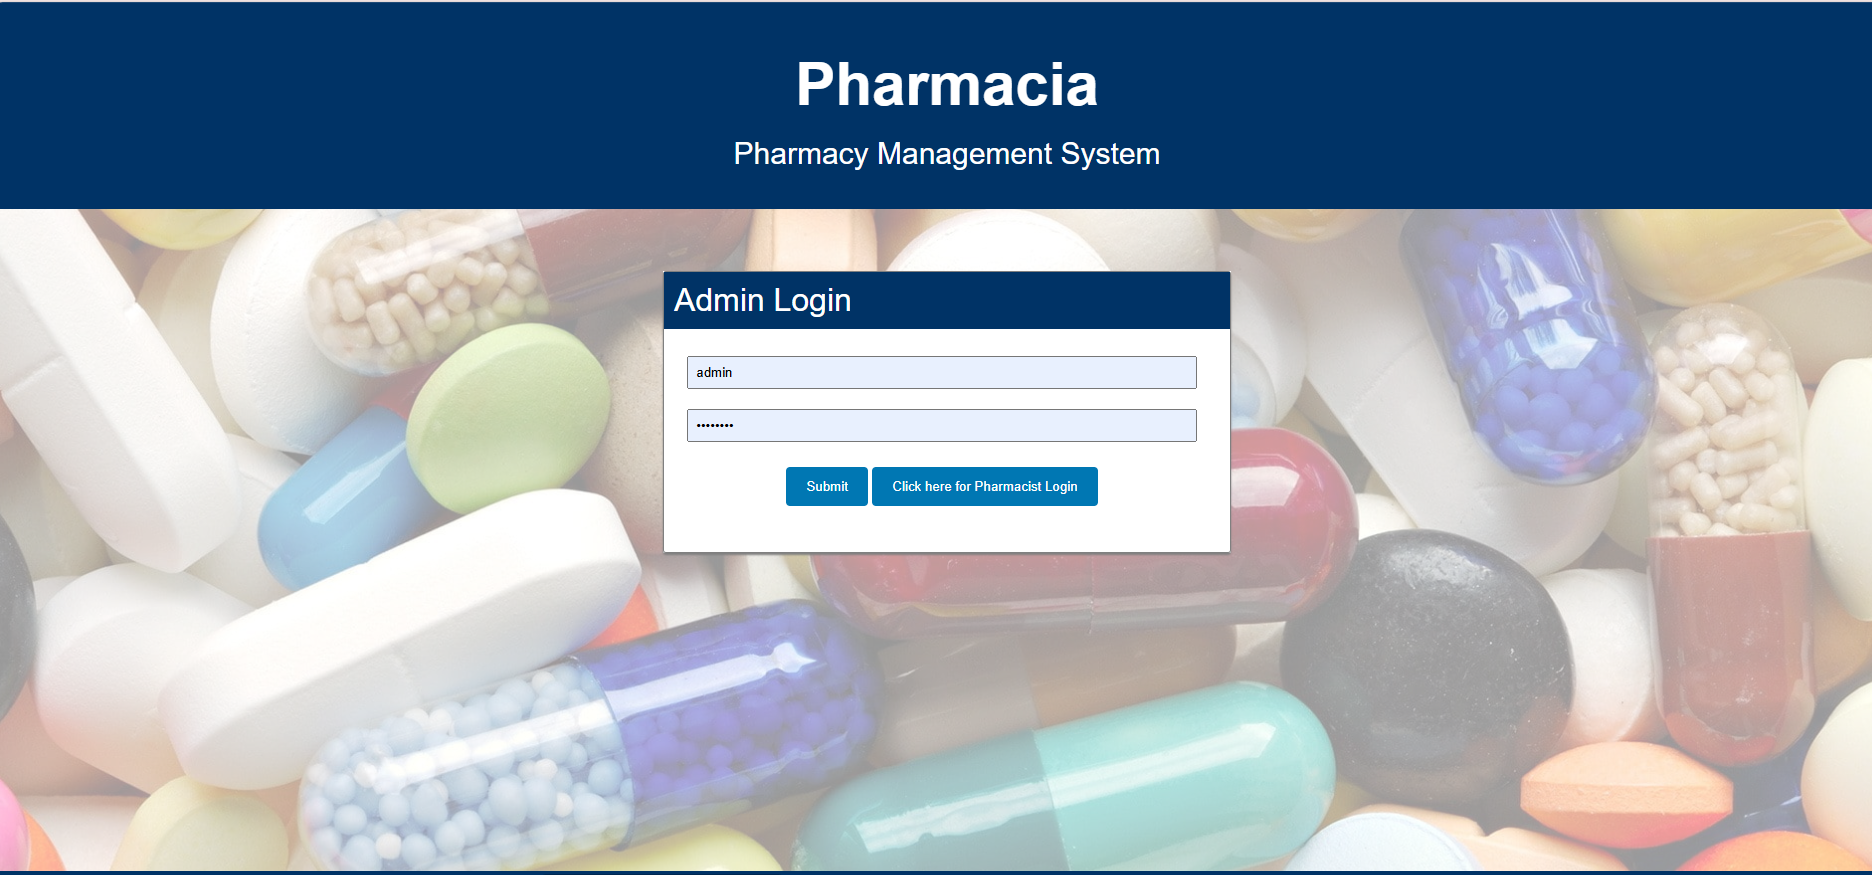 Pharmacia
Pharmacy Management System
Admin Login
admin
••••••••
Submit Click here for Pharmacist Login